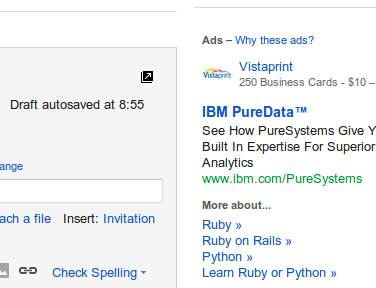 Draft autosaved at 8:55
ange
ach a file Insert: Invitation
Check Spelling
Ads – Why these ads?
Vistaprint
Vistaprint
250 Business Cards - $10 –
IBM PureData™
See How PureSystems Give Y
Built In Expertise For Superior
Analytics
www.ibm.com/PureSystems
More about...
Ruby »
Ruby on Rails »
Python »
Learn Ruby or Python »